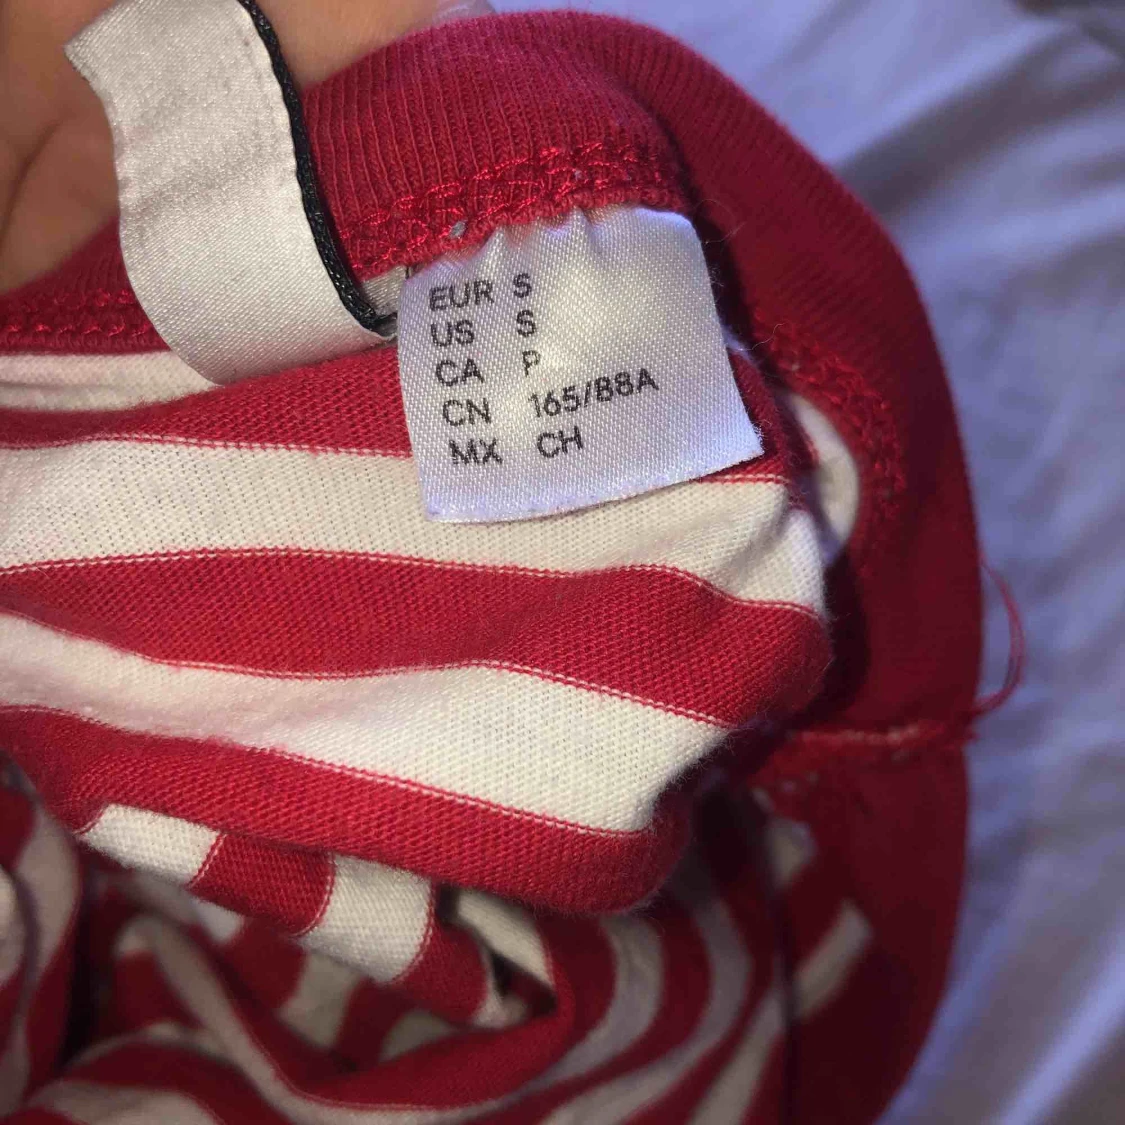 EUR S
US S
CA P
CN 165/88A
MX CH